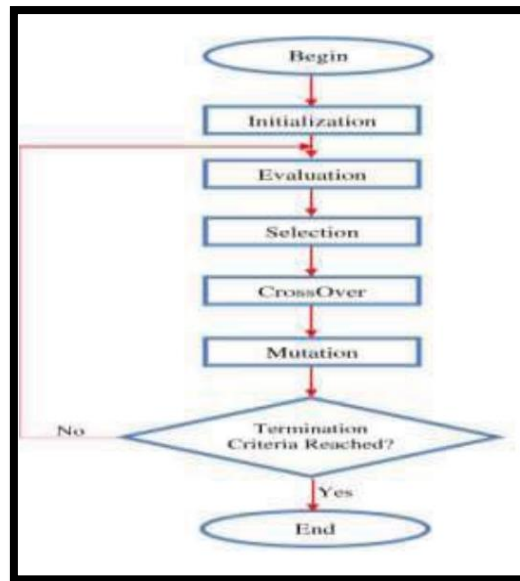 Begin
Initialization
Evaluation
Selection
CrossOver
Mutation
Termination
Criteria Reached?
No
Yes
End